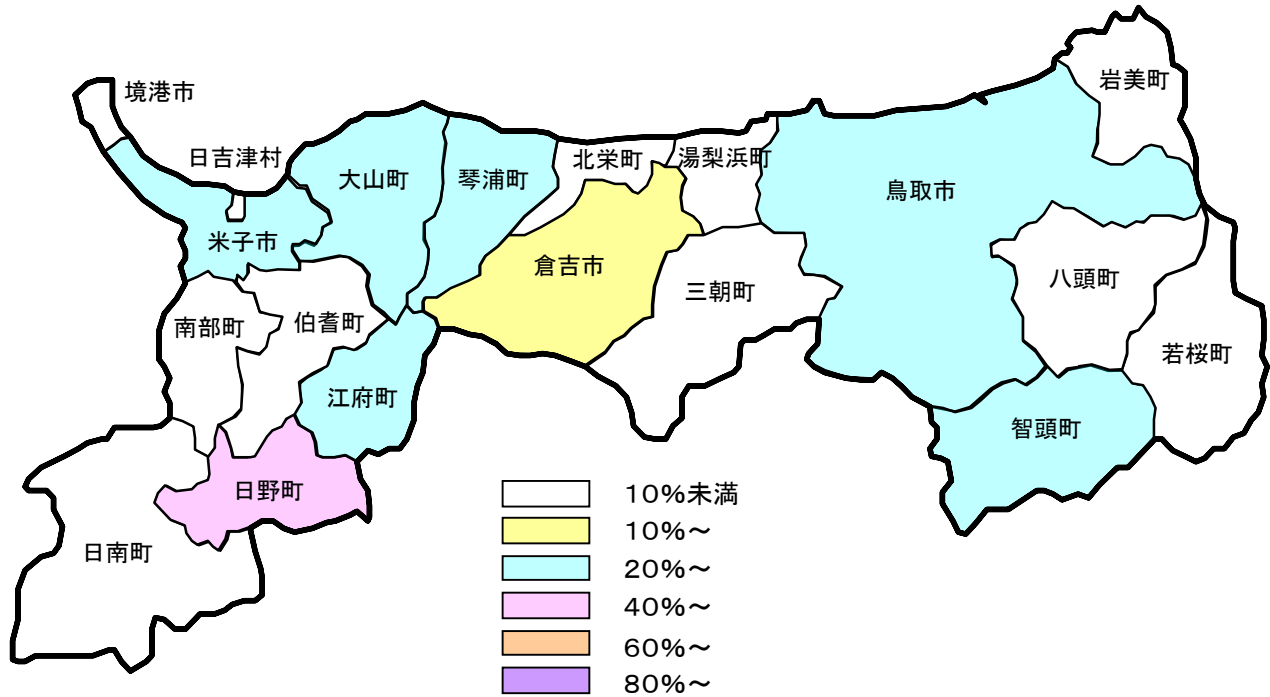 境港市
岩美町
日吉津村
大山町
琴浦町
北栄町
湯梨浜町
鳥取市
米子市
倉吉市
三朝町
八頭町
南部町
伯耆町
若桜町
江府町
智頭町
日野町
日南町
10%未満
10%～
20%～
40%～
60%～
80%～